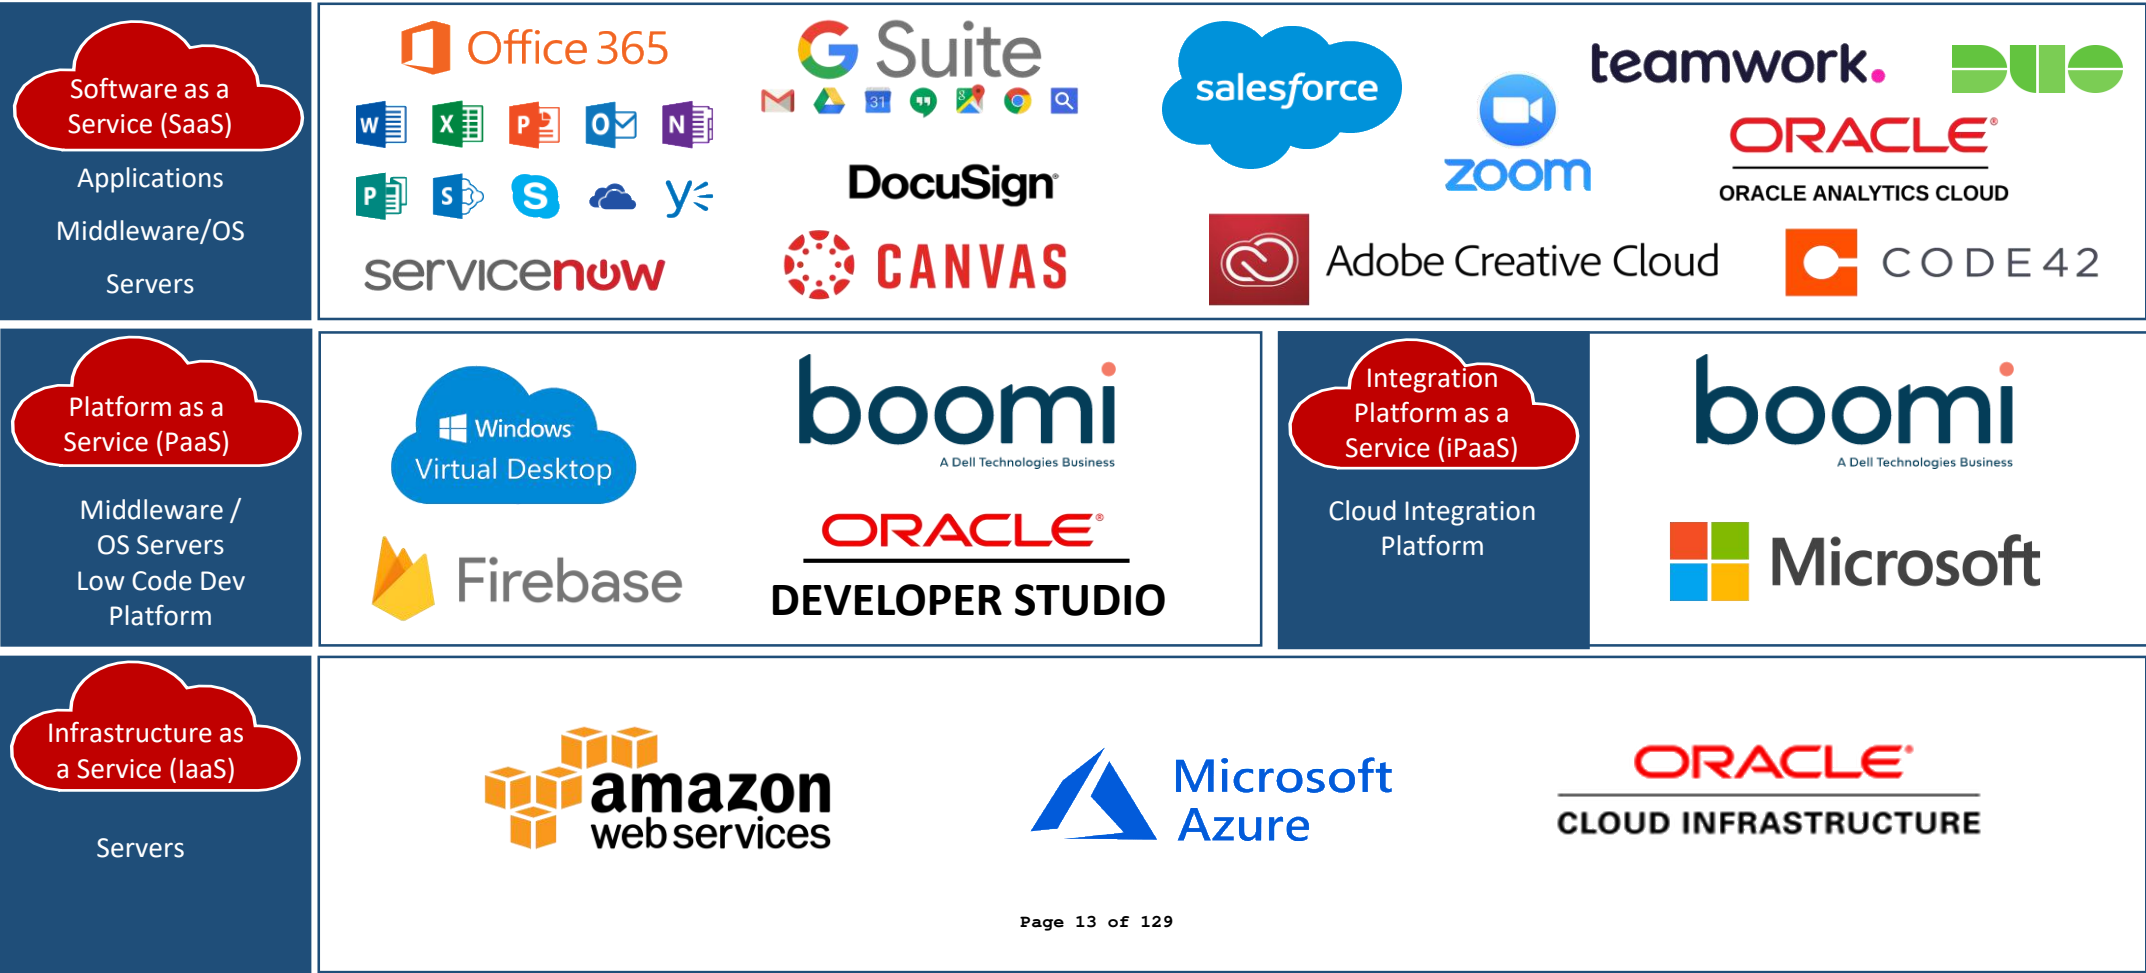 Software as a
Service (SaaS)
Applications
Middleware/OS
Servers
Office 365
W
X
P
O
N
P
S
S
y
servicenow
G Suite
31
8
DocuSign
CANVAS
salesforce
zoom
teamwork.
DUO
ORACLE®
ORACLE ANALYTICS CLOUD
Adobe Creative Cloud
C CODE42
Platform as a
Service (PaaS)
Middleware /
OS Servers
Low Code Dev
Platform
Windows
Virtual Desktop
Firebase
boomi
A Dell Technologies Business
ORACLE®
DEVELOPER STUDIO
Integration
Platform as a
Service (iPaaS)
Cloud Integration
Platform
boomi
A Dell Technologies Business
Microsoft
Infrastructure as
a Service (IaaS)
Servers
amazon
web services
Microsoft
Azure
ORACLE®
CLOUD INFRASTRUCTURE
Page 13 of 129